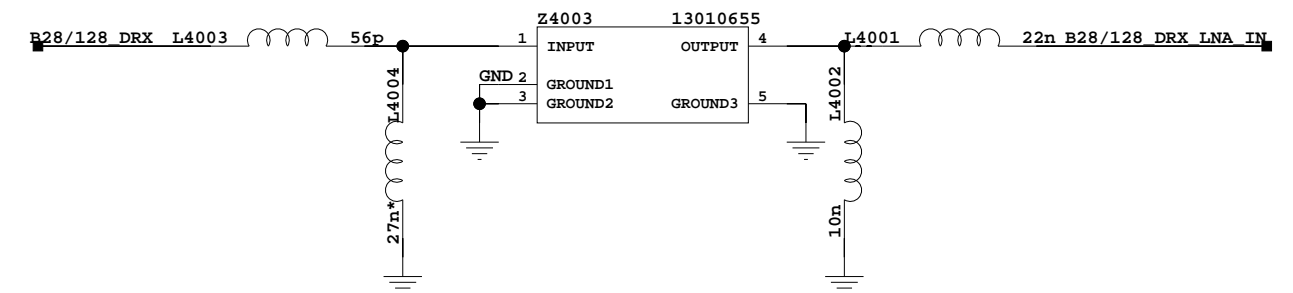 Z4003 13010655
B28/128_DRX L4003 56p 1 INPUT OUTPUT 4 L4001 22n B28/128_DRX_LNA_IN
GND 2 GROUND1
3 GROUND2 GROUND3 5
L4004
L4002
27n*
10n